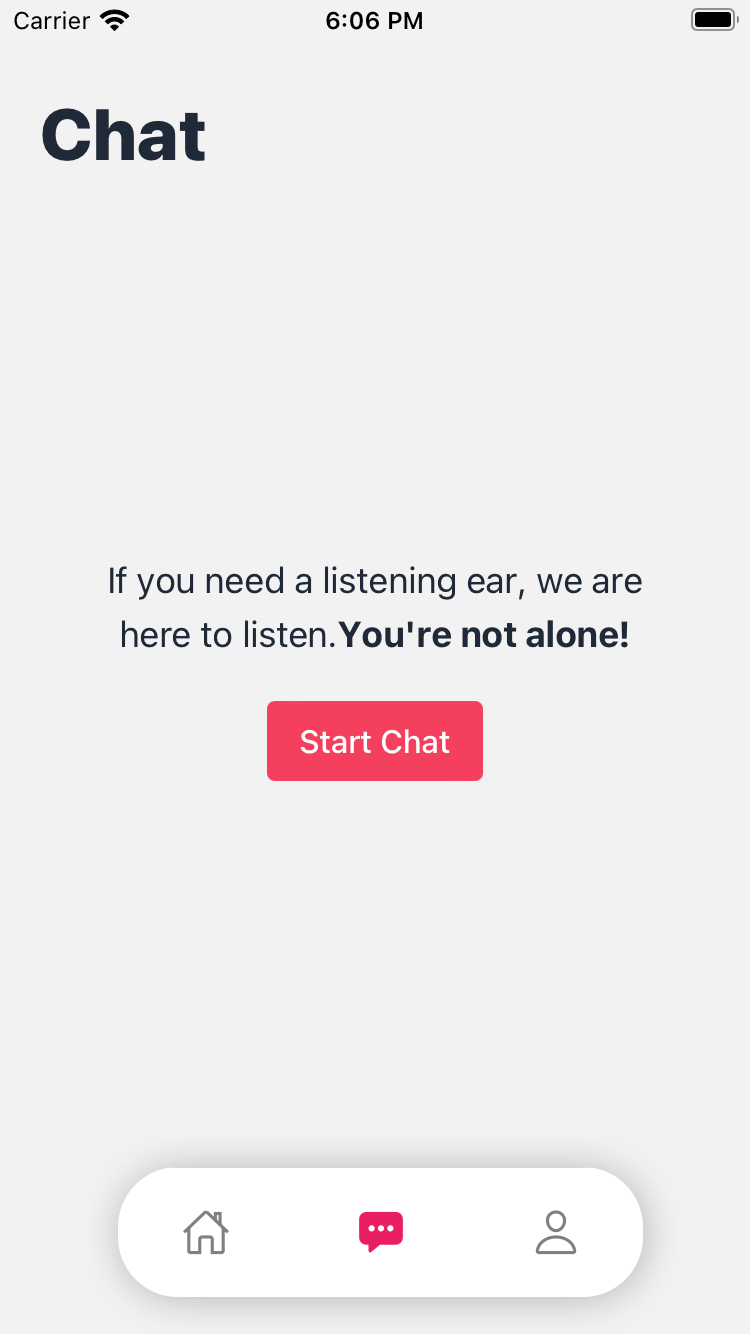 Carrier 6:06 PM
Chat
If you need a listening ear, we are
here to listen.You're not alone!
Start Chat